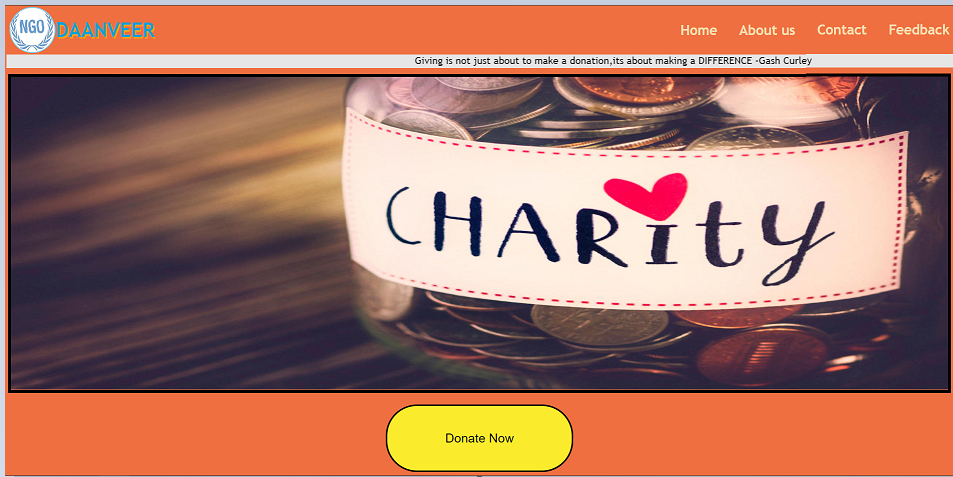 NGO DAANVEER
Home About us Contact Feedback
Giving is not just about to make a donation,its about making a DIFFERENCE -Gash Curley
CHARiTY
Donate Now